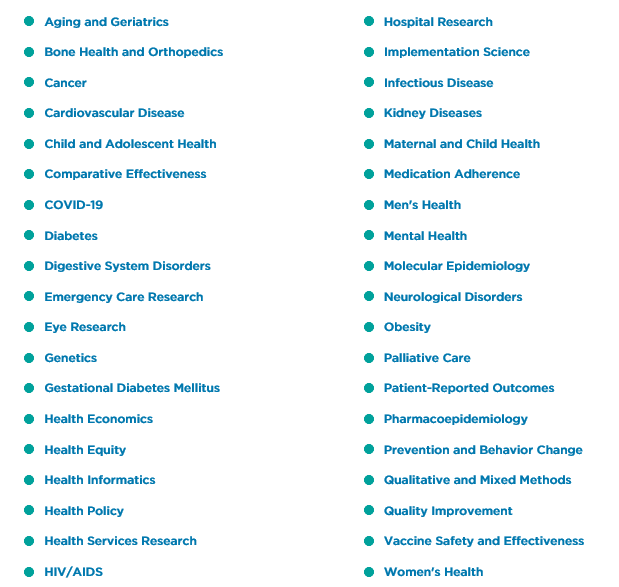 Aging and Geriatrics
Bone Health and Orthopedics
Cancer
Cardiovascular Disease
Child and Adolescent Health
Comparative Effectiveness
COVID-19
Diabetes
Digestive System Disorders
Emergency Care Research
Eye Research
Genetics
Gestational Diabetes Mellitus
Health Economics
Health Equity
Health Informatics
Health Policy
Health Services Research
HIV/AIDS
Hospital Research
Implementation Science
Infectious Disease
Kidney Diseases
Maternal and Child Health
Medication Adherence
Men's Health
Mental Health
Molecular Epidemiology
Neurological Disorders
Obesity
Palliative Care
Patient-Reported Outcomes
Pharmacoepidemiology
Prevention and Behavior Change
Qualitative and Mixed Methods
Quality Improvement
Vaccine Safety and Effectiveness
Women's Health